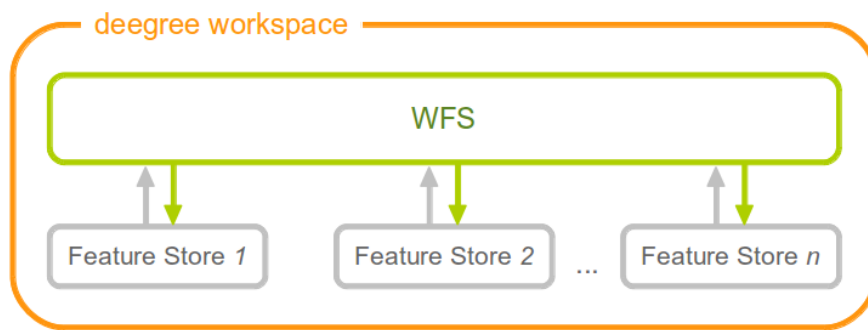 deegree workspace
WFS
Feature Store 1
Feature Store 2
...
Feature Store n